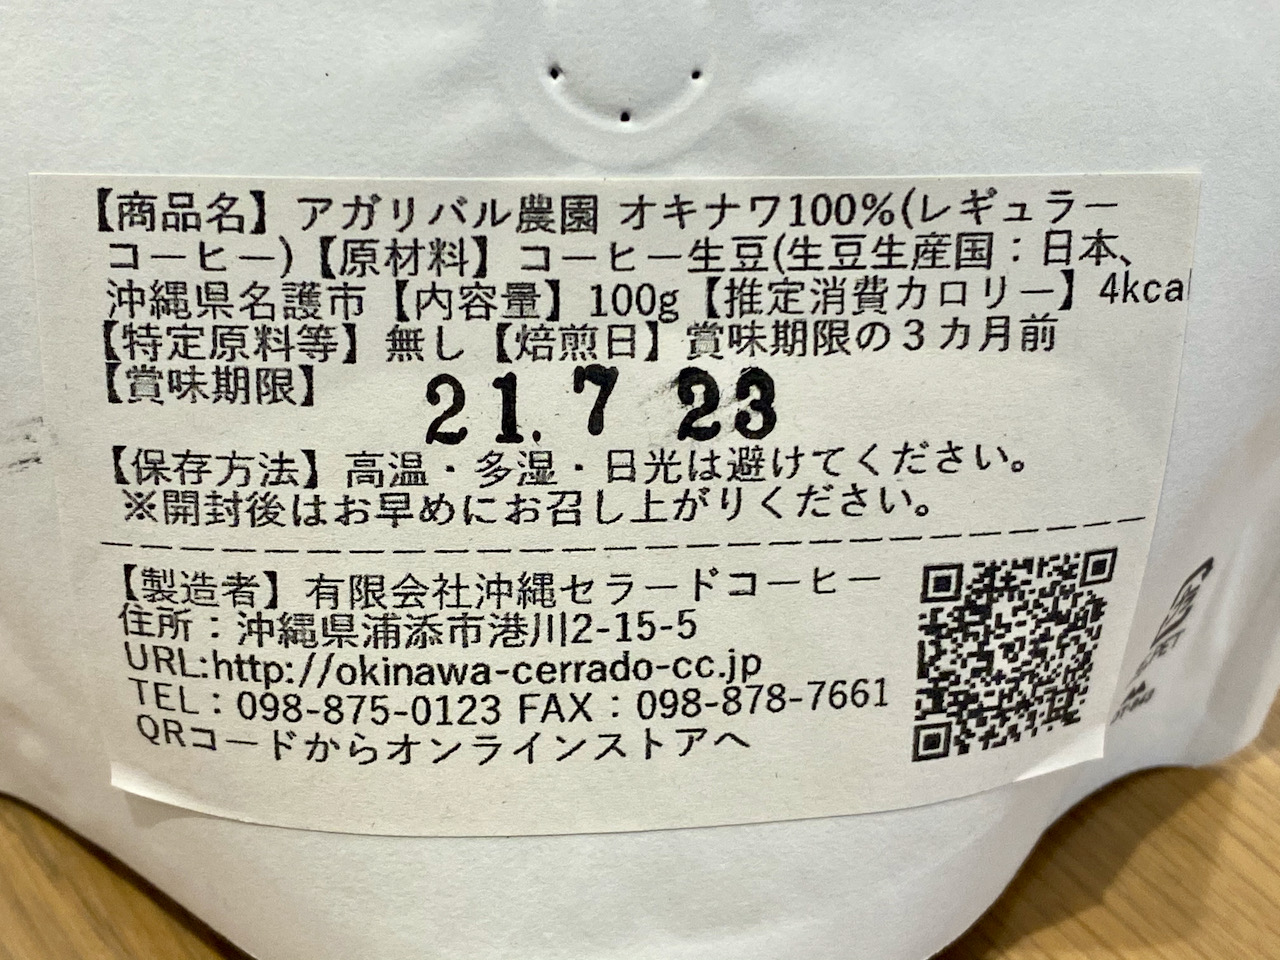 【商品名】アガリバル農園 オキナワ100%(レギュラー
コーヒー)【原材料】コーヒー生豆(生豆生産国：日本、
沖縄県名護市【内容量】100g【推定消費カロリー】4kca
【特定原料等】無し【焙煎日】賞味期限の３カ月前
【賞味期限】 21.7 23
【保存方法】高温・多湿・日光は避けてください。
※開封後はお早めにお召し上がりください。
【製造者】有限会社沖縄セラードコーヒー
住所：沖縄県浦添市港川2-15-5
URL:http://okinawa-cerrado-cc.jp
TEL：098-875-0123 FAX：098-878-7661
QRコードからオンラインストアへ